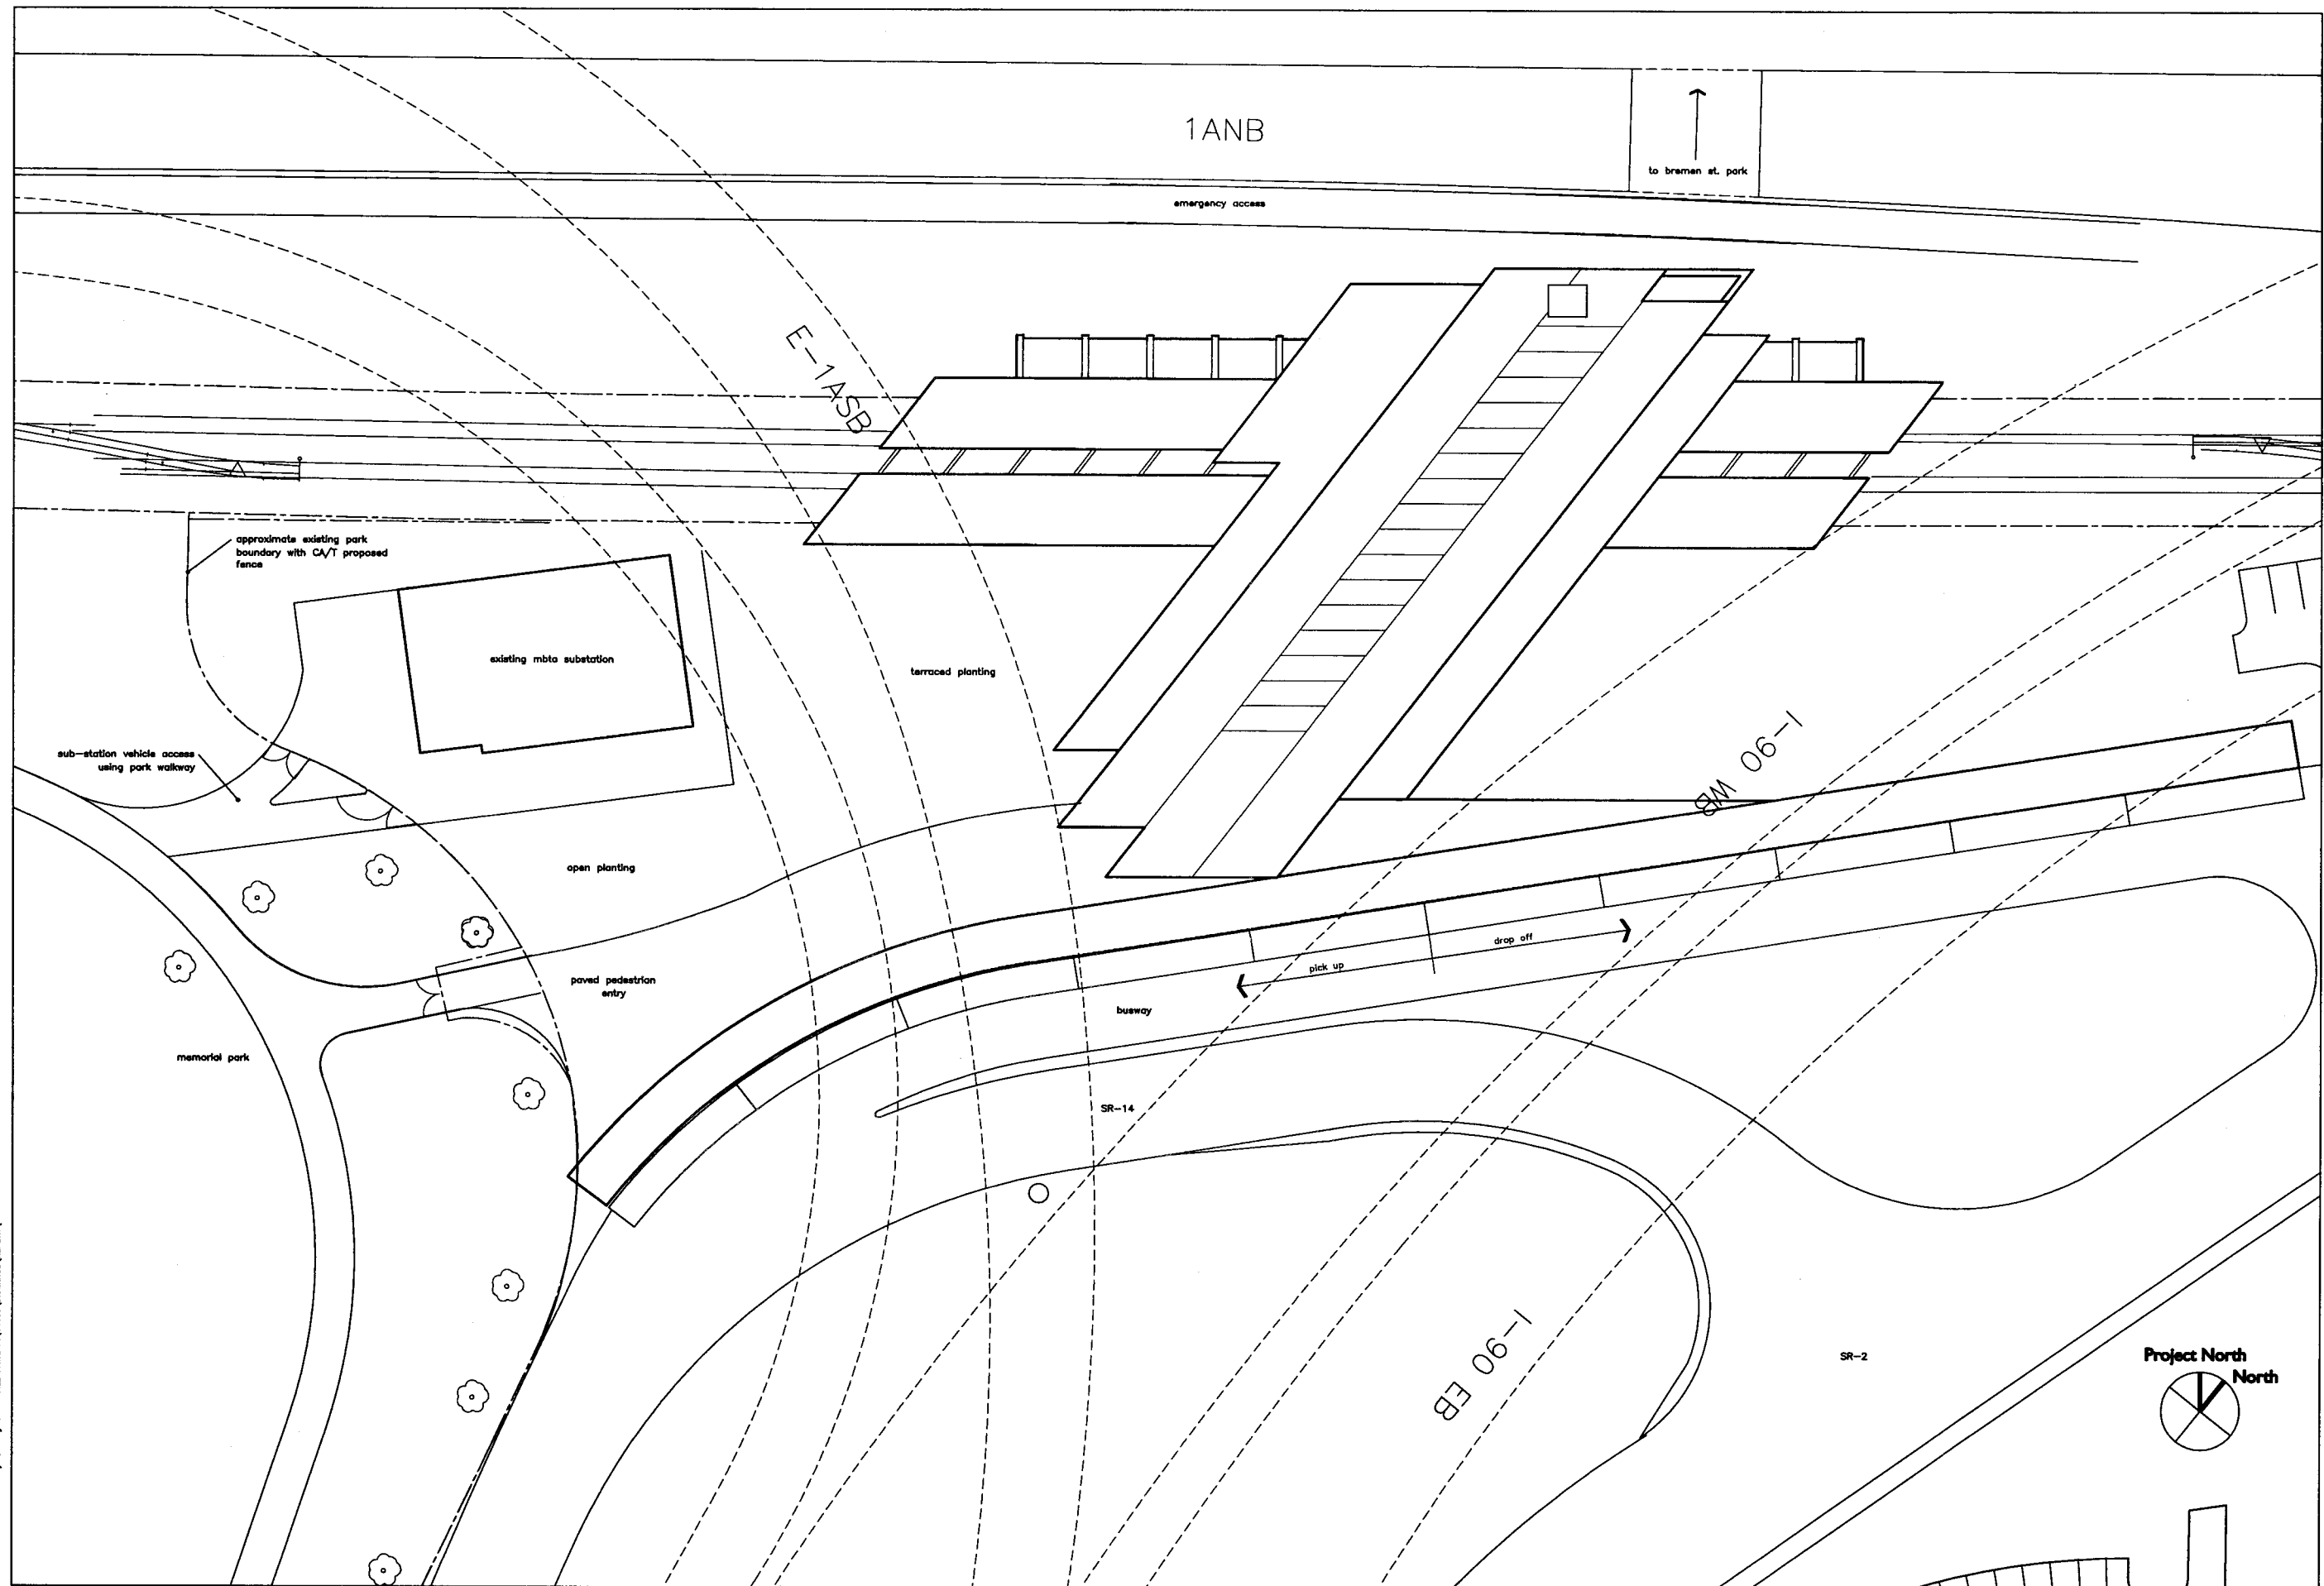 1ANB
to bremen st. park
emergency access
E-1ASB
approximate existing park
boundary with CA/T proposed
fence
existing mbta substation
terraced planting
sub-station vehicle access
using park walkway
I-90 WB
open planting
drop off
pick up
paved pedestrian
entry
busway
memorial park
SR-14
I-90 EB
SR-2
Project North
North